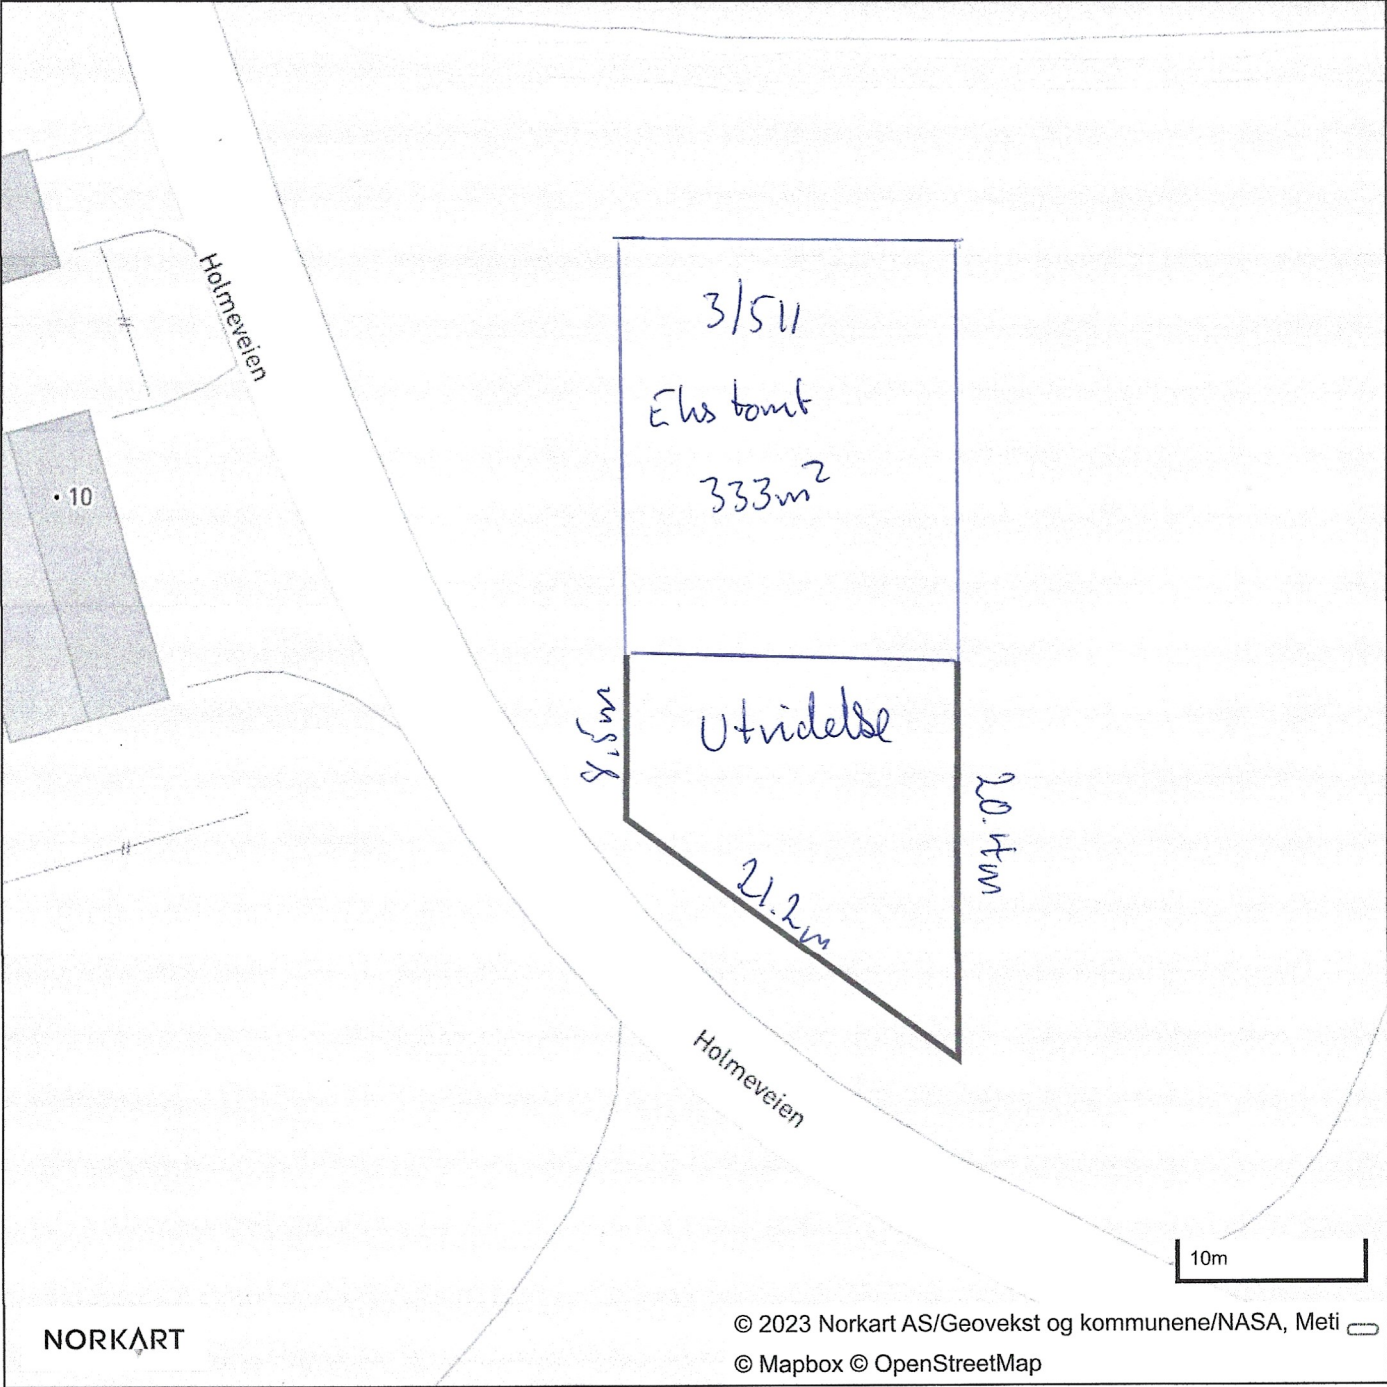 Holmeveien
3/511
Eks tomt
333m²
10
Utvidelse
8.5m
20.4m
21.2m
Holmeveien
10m
NORKART
© 2023 Norkart AS/Geovekst og kommunene/NASA, Meti
© Mapbox © OpenStreetMap